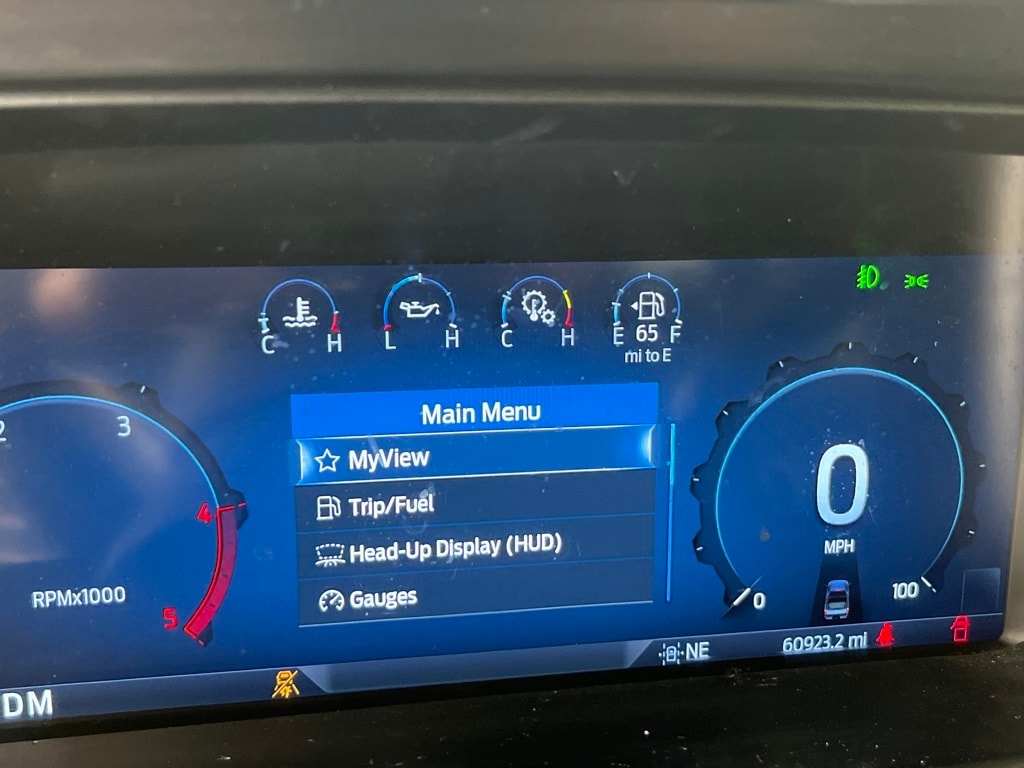 C H
L H
C H
E 65 F
mi to E
2 3
4
5
RPMx1000
Main Menu
MyView
Trip/Fuel
Head-Up Display (HUD)
Gauges
0
MPH
0 100
NE
60923.2 mi
DM